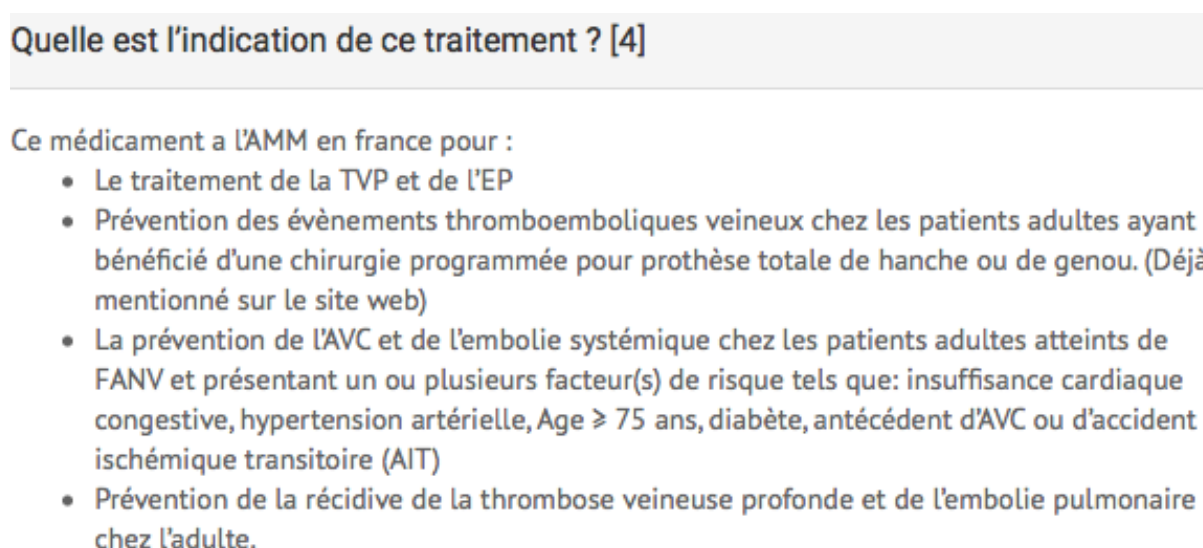 Quelle est l’indication de ce traitement ? [4]
Ce médicament a l’AMM en france pour :
• Le traitement de la TVP et de l’EP
• Prévention des évènements thromboemboliques veineux chez les patients adultes ayant
bénéficié d’une chirurgie programmée pour prothèse totale de hanche ou de genou. (Déjà
mentionné sur le site web)
• La prévention de l’AVC et de l’embolie systémique chez les patients adultes atteints de
FANV et présentant un ou plusieurs facteur(s) de risque tels que: insuffisance cardiaque
congestive, hypertension artérielle, Age ⩾ 75 ans, diabète, antécédent d’AVC ou d’accident
ischémique transitoire (AIT)
• Prévention de la récidive de la thrombose veineuse profonde et de l’embolie pulmonaire
chez l’adulte.